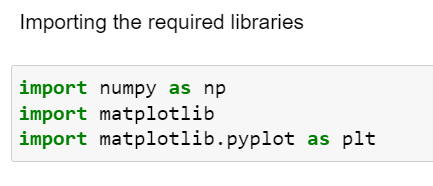 Importing the required libraries
import numpy as np
import matplotlib
import matplotlib.pyplot as plt